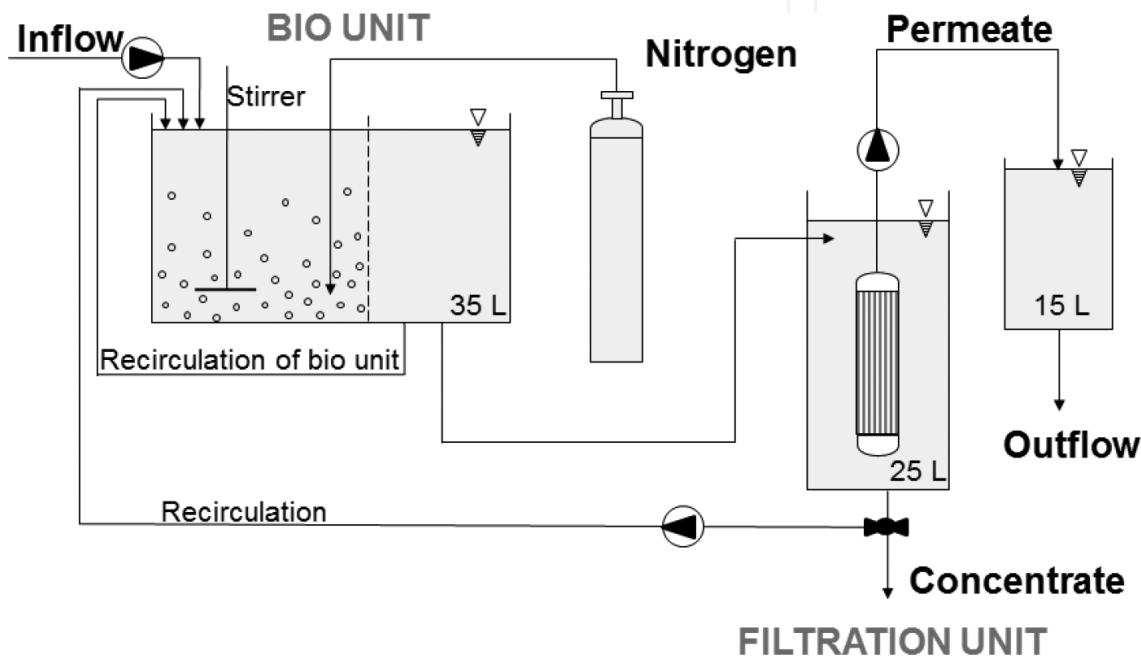 BIO UNIT
Inflow
Nitrogen
Permeate
Stirrer
35 L
15 L
Recirculation of bio unit
Outflow
25 L
Recirculation
Concentrate
FILTRATION UNIT